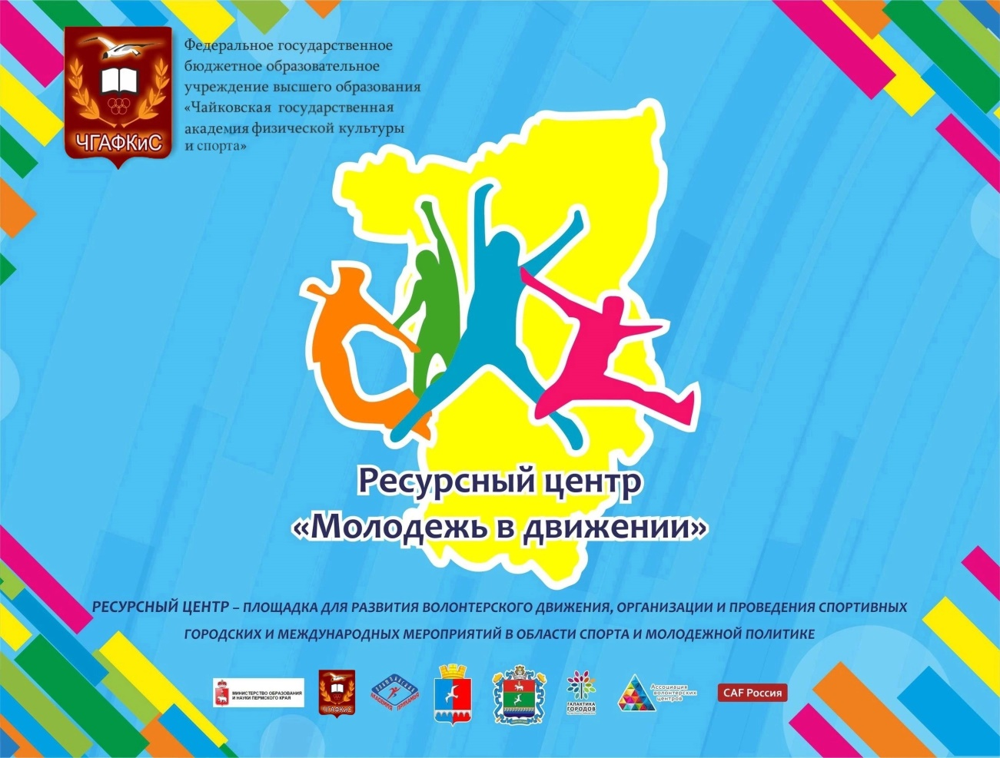 Федеральное государственное
бюджетное образовательное
учреждение высшего образования
«Чайковская государственная
академия физической культуры
и спорта»
ЧГАФКиС
Ресурсный центр
«Молодежь в движении»
РЕСУРСНЫЙ ЦЕНТР – ПЛОЩАДКА ДЛЯ РАЗВИТИЯ ВОЛОНТЕРСКОГО ДВИЖЕНИЯ, ОРГАНИЗАЦИИ И ПРОВЕДЕНИЯ СПОРТИВНЫХ
ГОРОДСКИХ И МЕЖДУНАРОДНЫХ МЕРОПРИЯТИЙ В ОБЛАСТИ СПОРТА И МОЛОДЕЖНОЙ ПОЛИТИКЕ
МИНИСТЕРСТВО ОБРАЗОВАНИЯ
И НАУКИ ПЕРМСКОГО КРАЯ
ЧГАФКиС
АКАДЕМИЯ ПРИКАМЬЯ
ГАЛАКТИКА
ГОРОДОВ
Ассоциация
волонтерских
центров
CAF Россия